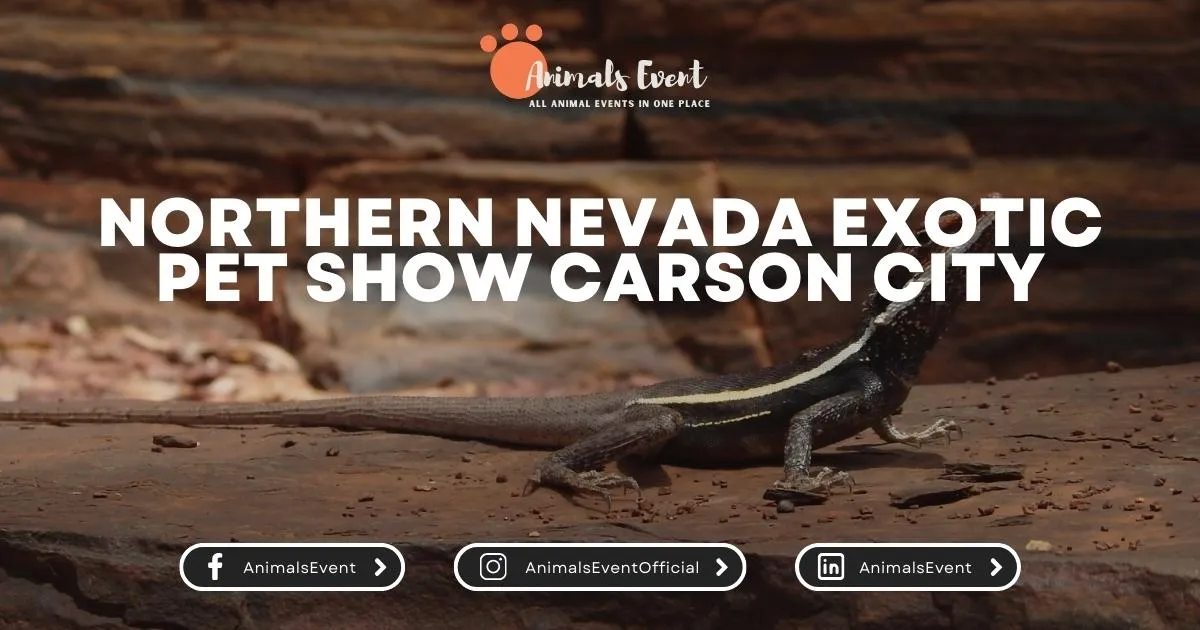 Animals Event
ALL ANIMAL EVENTS IN ONE PLACE
NORTHERN NEVADA EXOTIC
PET SHOW CARSON CITY
AnimalsEvent
AnimalsEventOfficial
AnimalsEvent